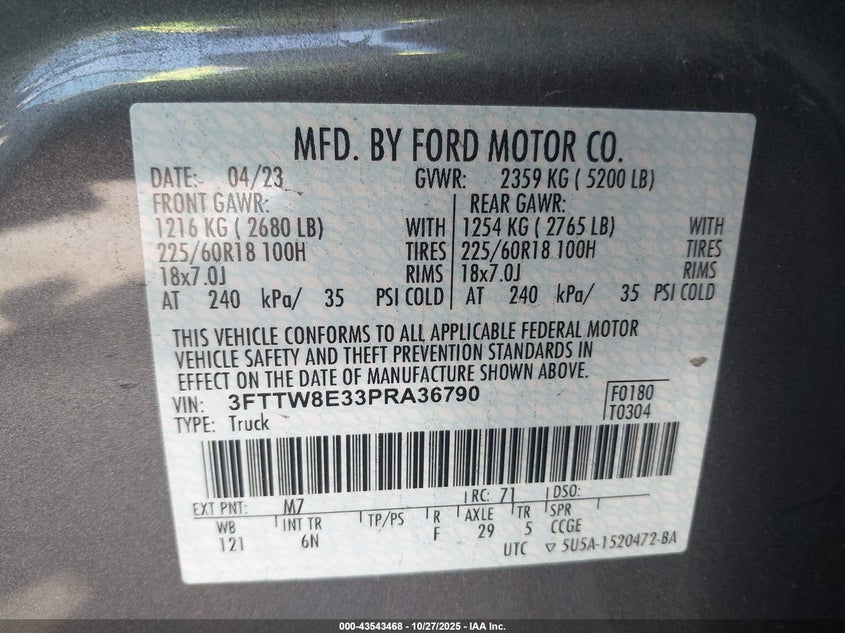 MFD. BY FORD MOTOR CO.
DATE: 04/23 GVWR: 2359 KG ( 5200 LB)
FRONT GAWR: REAR GAWR:
1216 KG ( 2680 LB) WITH 1254 KG ( 2765 LB) WITH
225/60R18 100H TIRES 225/60R18 100H TIRES
18x7.0J RIMS 18x7.0J RIMS
AT 240 kPa/ 35 PSI COLD AT 240 kPa/ 35 PSI COLD
THIS VEHICLE CONFORMS TO ALL APPLICABLE FEDERAL MOTOR
VEHICLE SAFETY AND THEFT PREVENTION STANDARDS IN
EFFECT ON THE DATE OF MANUFACTURE SHOWN ABOVE.
VIN: 3FTTW8E33PRA36790 F0180
TYPE: Truck T0304
EXT PNT: M7 RC: 71 DSO:
WB INT TR TP/PS R AXLE TR SPR
121 6N F 29 5 CCGE
UTC ▽ 5U5A-1520472-BA
000-43543468 • 10/27/2025 • IAA Inc.